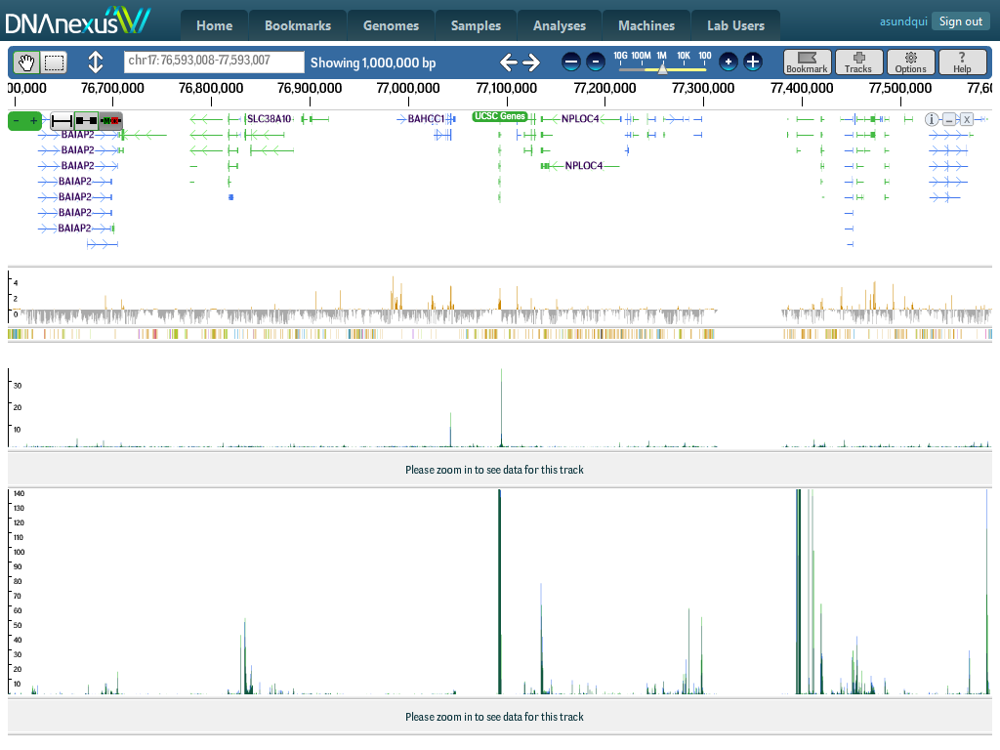 DNAnexus
Home Bookmarks Genomes Samples Analyses Machines Lab Users
asundqui Sign out
chr17:76,593,008-77,593,007
Showing 1,000,000 bp
10G 100M 1M 10K 100
Bookmark Tracks Options Help
00,000 76,700,000 76,800,000 76,900,000 77,000,000 77,100,000 77,200,000 77,300,000 77,400,000 77,500,000 77,6
SLC38A10 BAHCC1 UCSC Genes NPLOC4
BAIAP2
BAIAP2
BAIAP2 NPLOC4
BAIAP2
BAIAP2
BAIAP2
BAIAP2
4
2
0
30
20
10
Please zoom in to see data for this track
140
130
120
110
100
90
80
70
60
50
40
30
20
10
Please zoom in to see data for this track